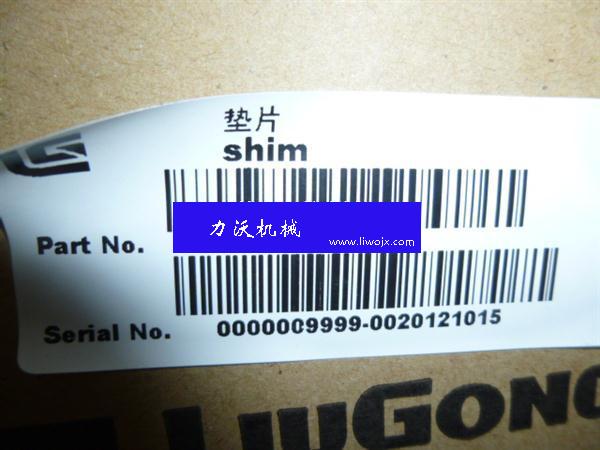 垫片
shim
力沃机械
www.liwojx.com
Part No.
Serial No. 0000009999-0020121015
LIUGONG